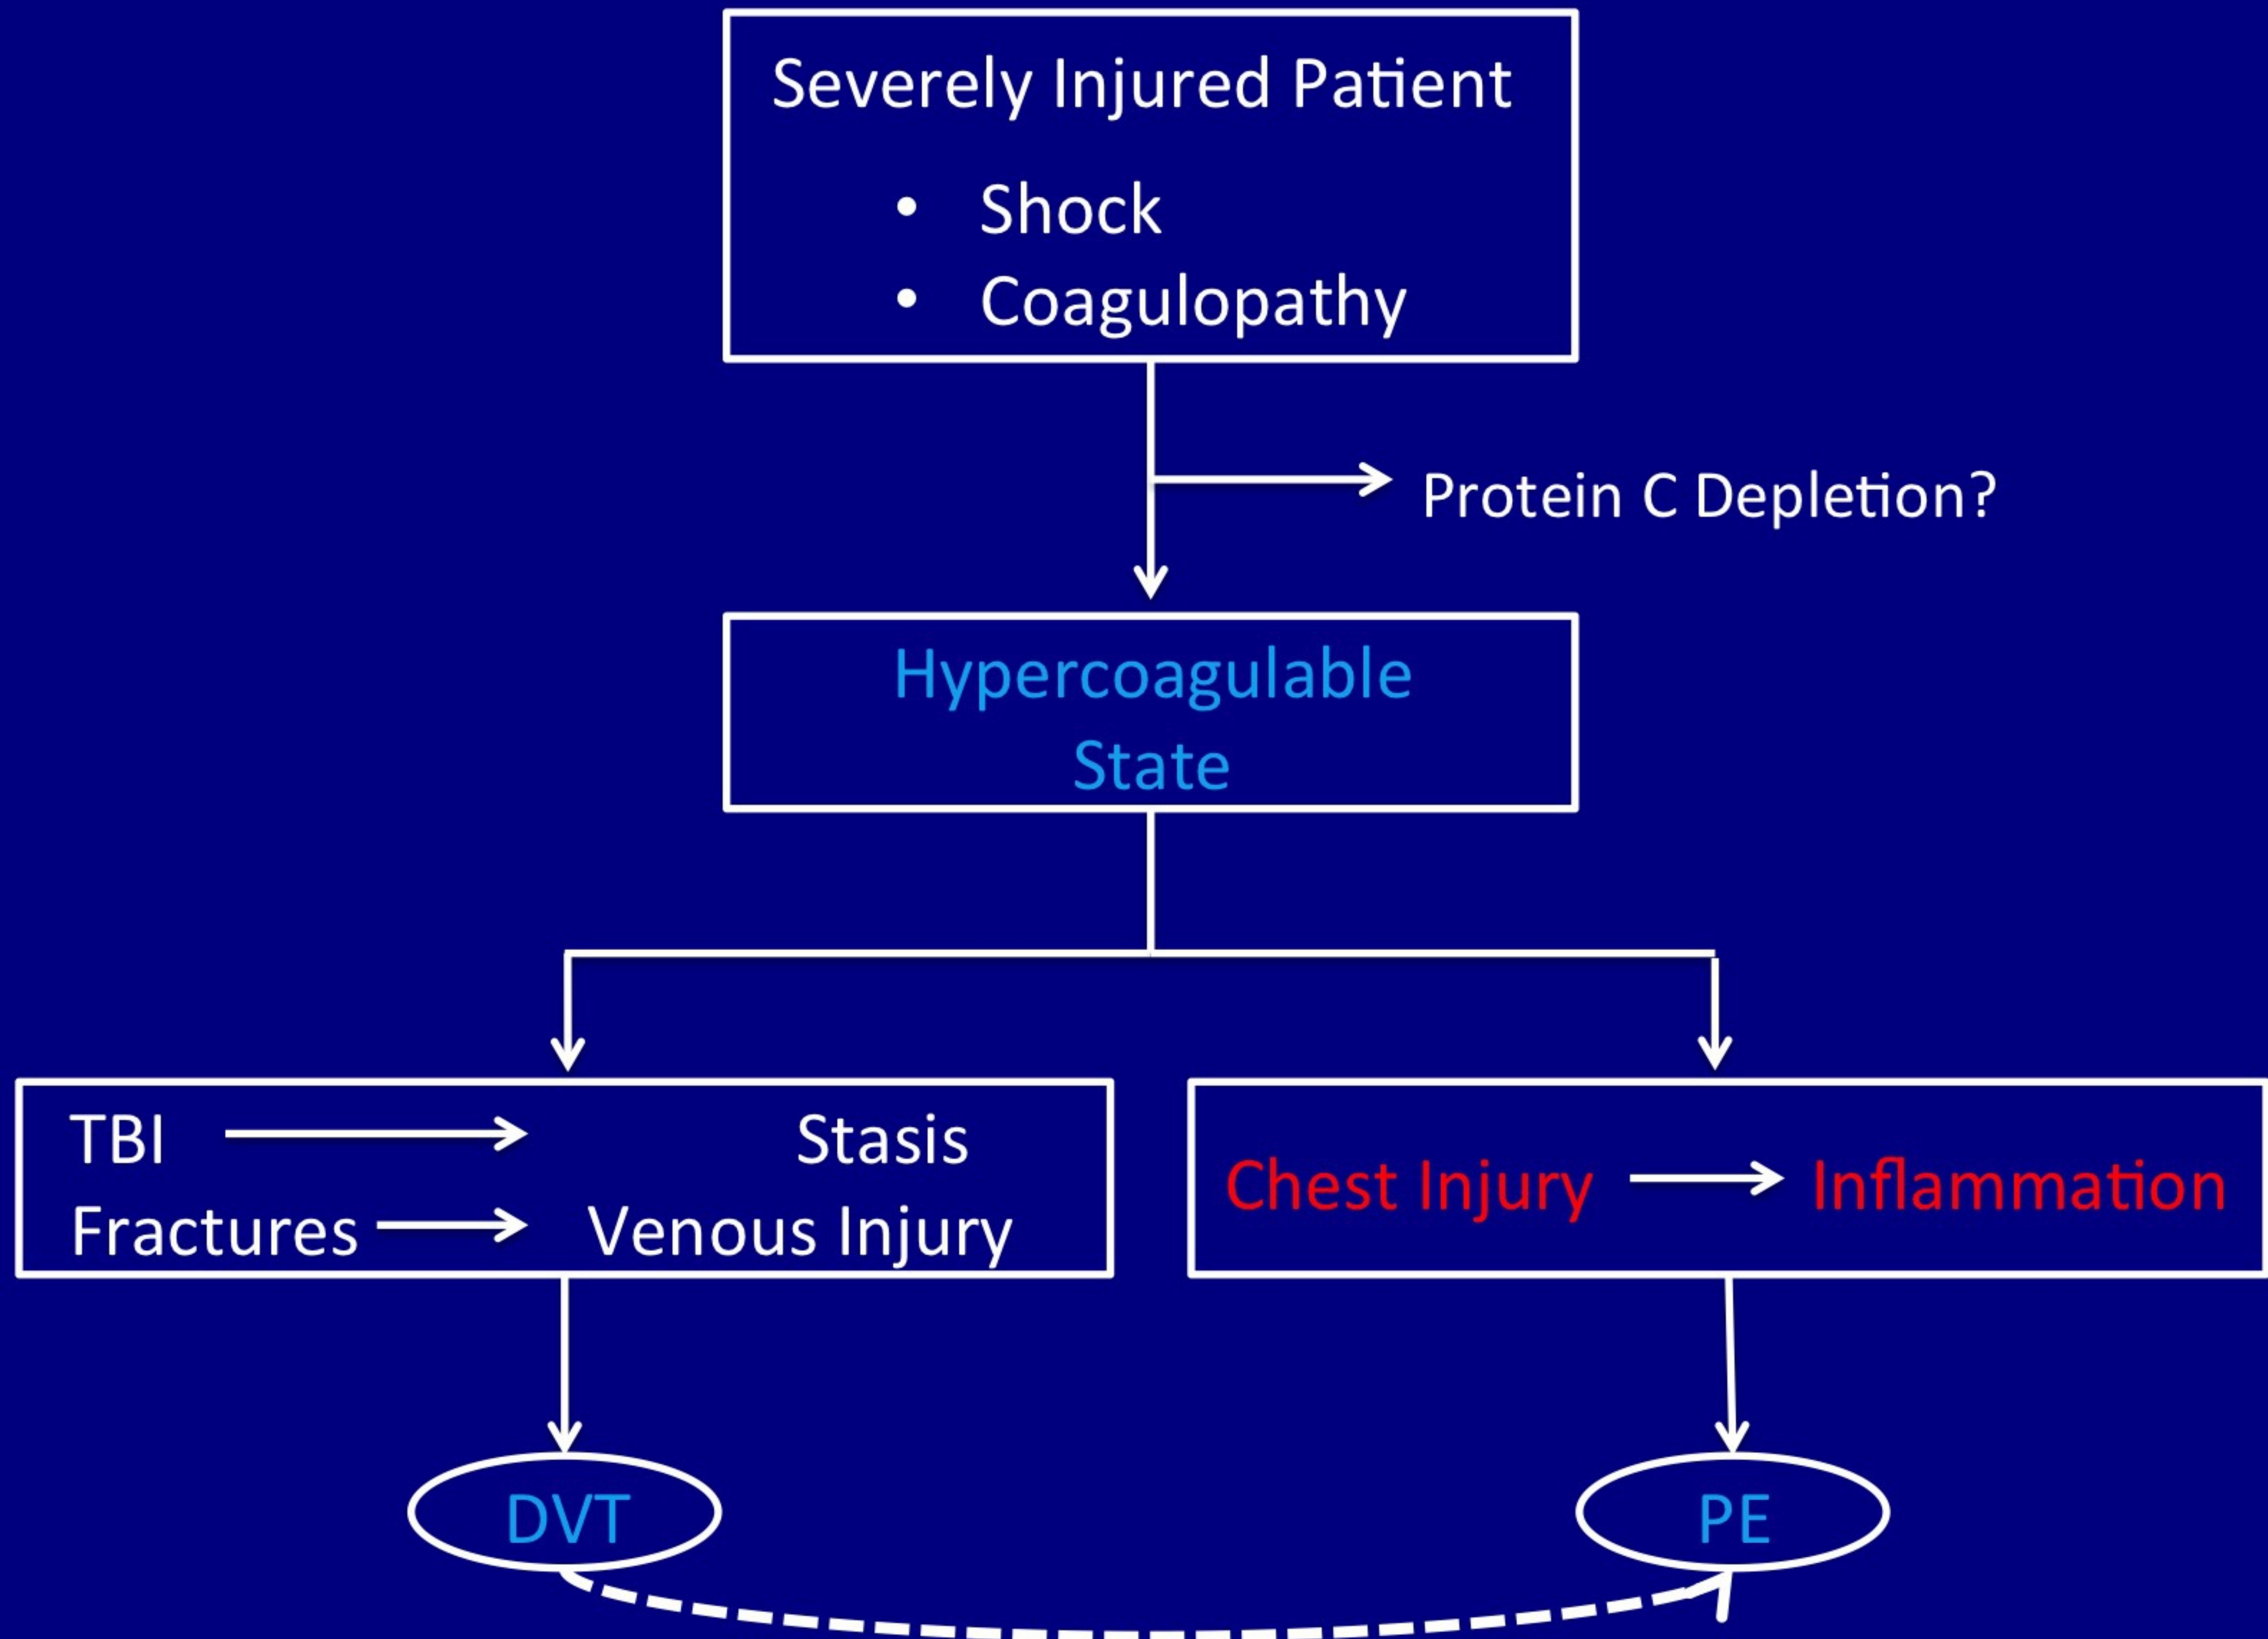 Severely Injured Patient
• Shock
• Coagulopathy
Protein C Depletion?
Hypercoagulable
State
TBI Stasis
Fractures Venous Injury
Chest Injury Inflammation
DVT
PE